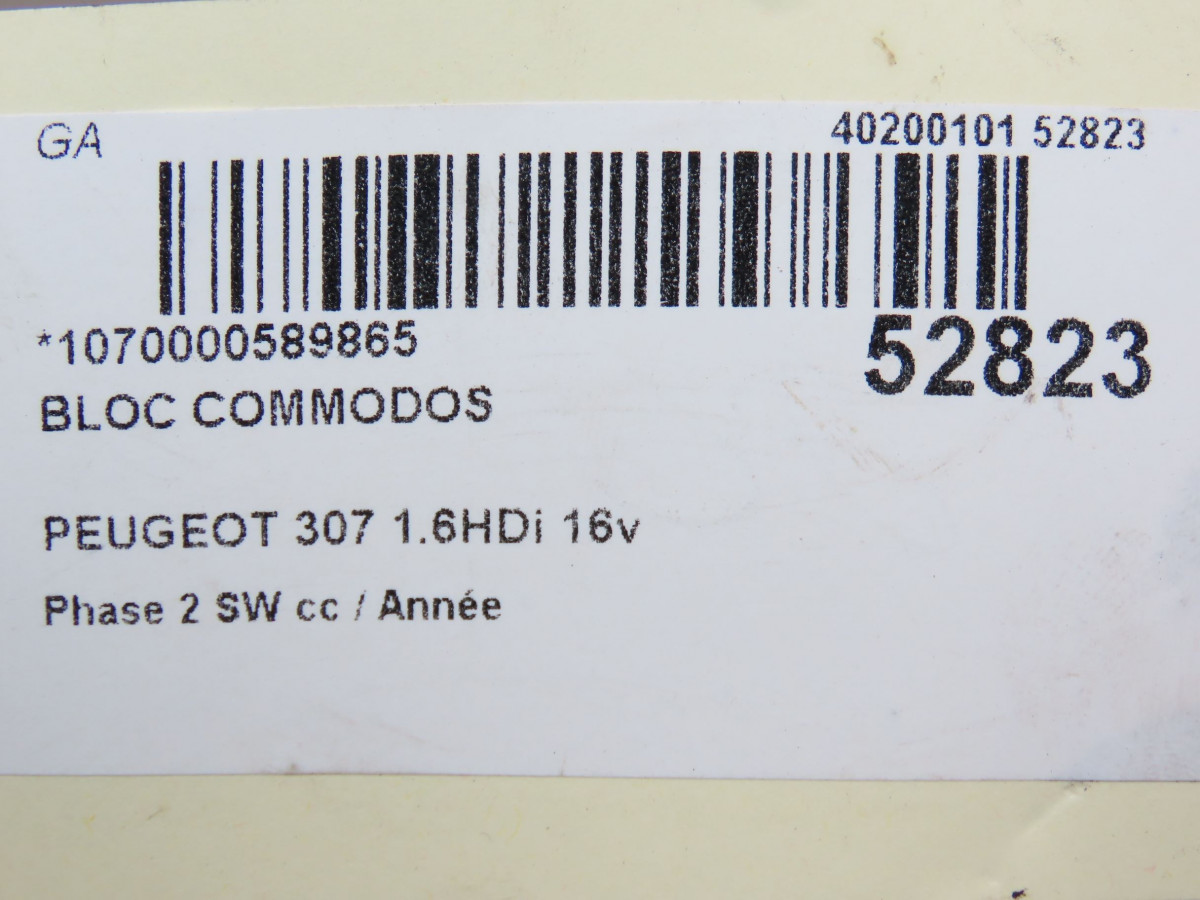 GA 40200101 52823
*1070000589865
52823
BLOC COMMODOS
PEUGEOT 307 1.6HDi 16v
Phase 2 SW cc / Année